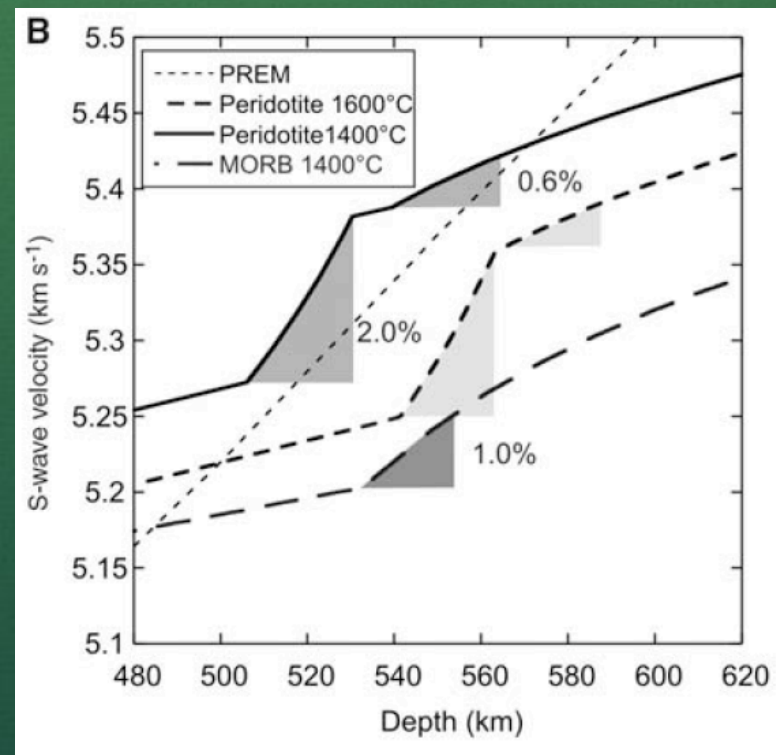 B
PREM
Peridotite 1600°C
Peridotite1400°C
MORB 1400°C
S-wave velocity (km s⁻¹)
5.5
5.45
5.4
5.35
5.3
5.25
5.2
5.15
5.1
0.6%
2.0%
1.0%
480 500 520 540 560 580 600 620
Depth (km)